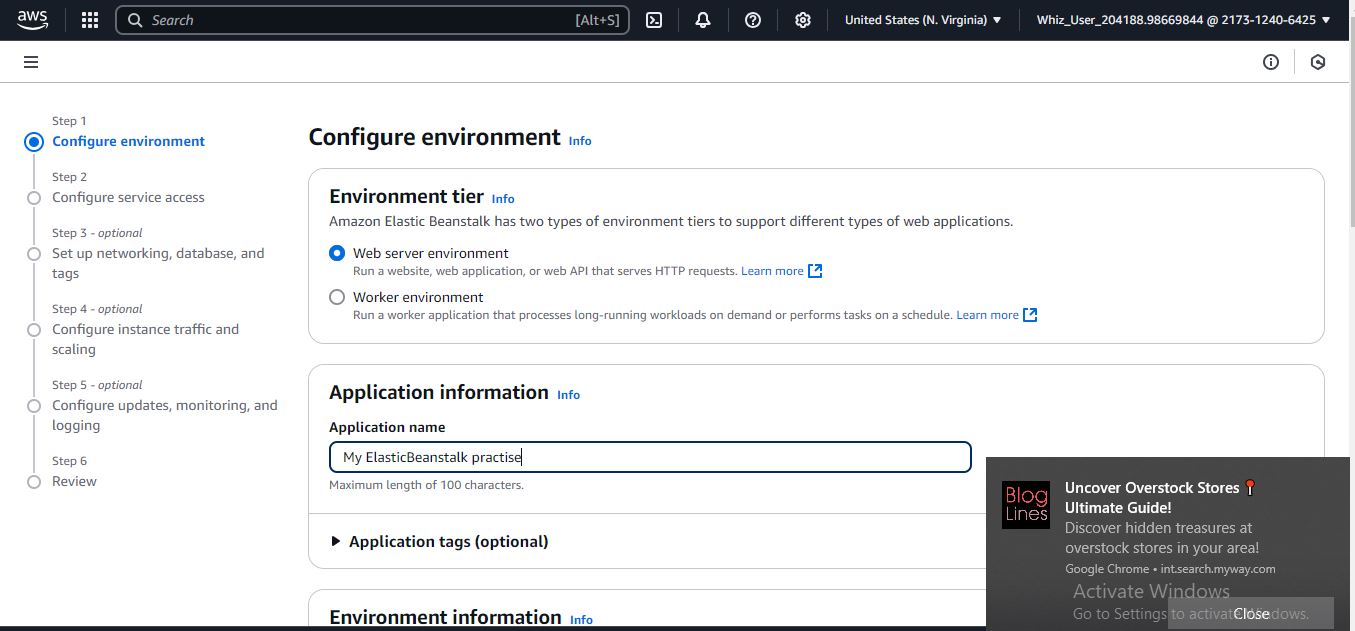 aws
Search [Alt+S]
United States (N. Virginia)
Whiz_User_204188.98669844 @ 2173-1240-6425
Step 1
Configure environment
Step 2
Configure service access
Step 3 - optional
Set up networking, database, and
tags
Step 4 - optional
Configure instance traffic and
scaling
Step 5 - optional
Configure updates, monitoring, and
logging
Step 6
Review
Configure environment Info
Environment tier Info
Amazon Elastic Beanstalk has two types of environment tiers to support different types of web applications.
Web server environment
Run a website, web application, or web API that serves HTTP requests. Learn more
Worker environment
Run a worker application that processes long-running workloads on demand or performs tasks on a schedule. Learn more
Application information Info
Application name
My ElasticBeanstalk practise
Maximum length of 100 characters.
Application tags (optional)
Environment information Info
Blog
Lines
Uncover Overstock Stores
Ultimate Guide!
Discover hidden treasures at
overstock stores in your area!
Google Chrome • int.search.myway.com
Activate Windows
Go to Settings to activate Windows.
Close